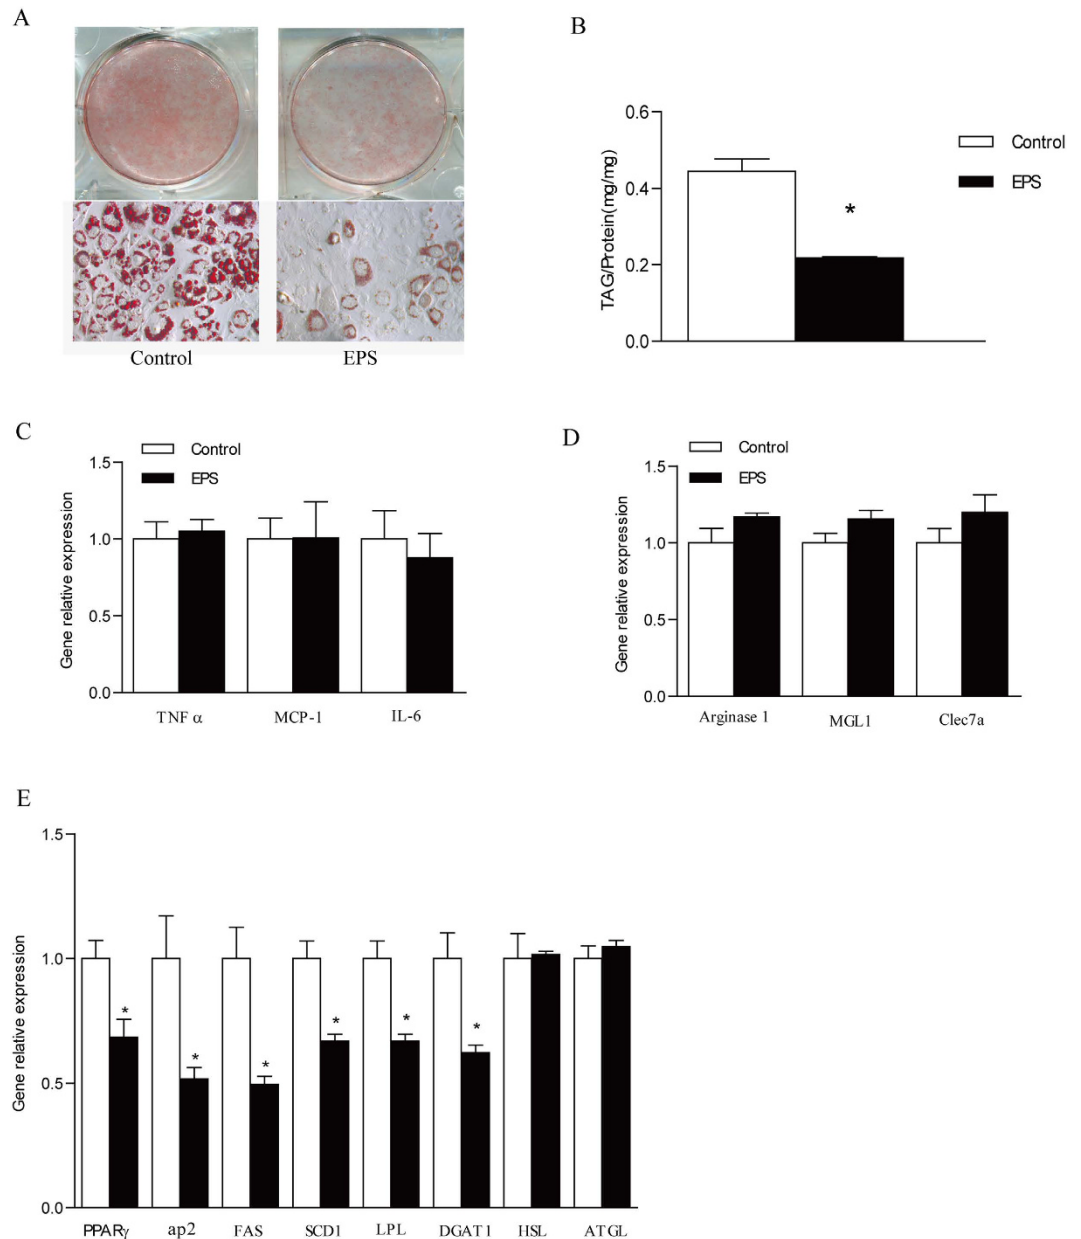 A
Control
EPS
B
0.6
0.4
0.2
0.0
TAG/Protein(mg/mg)
*
Control
EPS
C
Control
EPS
1.5
1.0
0.5
0.0
Gene relative expression
TNF α
MCP-1
IL-6
D
Control
EPS
1.5
1.0
0.5
0.0
Gene relative expression
Arginase 1
MGL1
Clec7a
E
1.5
1.0
0.5
0.0
Gene relative expression
*
*
*
*
*
*
PPARγ
ap2
FAS
SCD1
LPL
DGAT1
HSL
ATGL